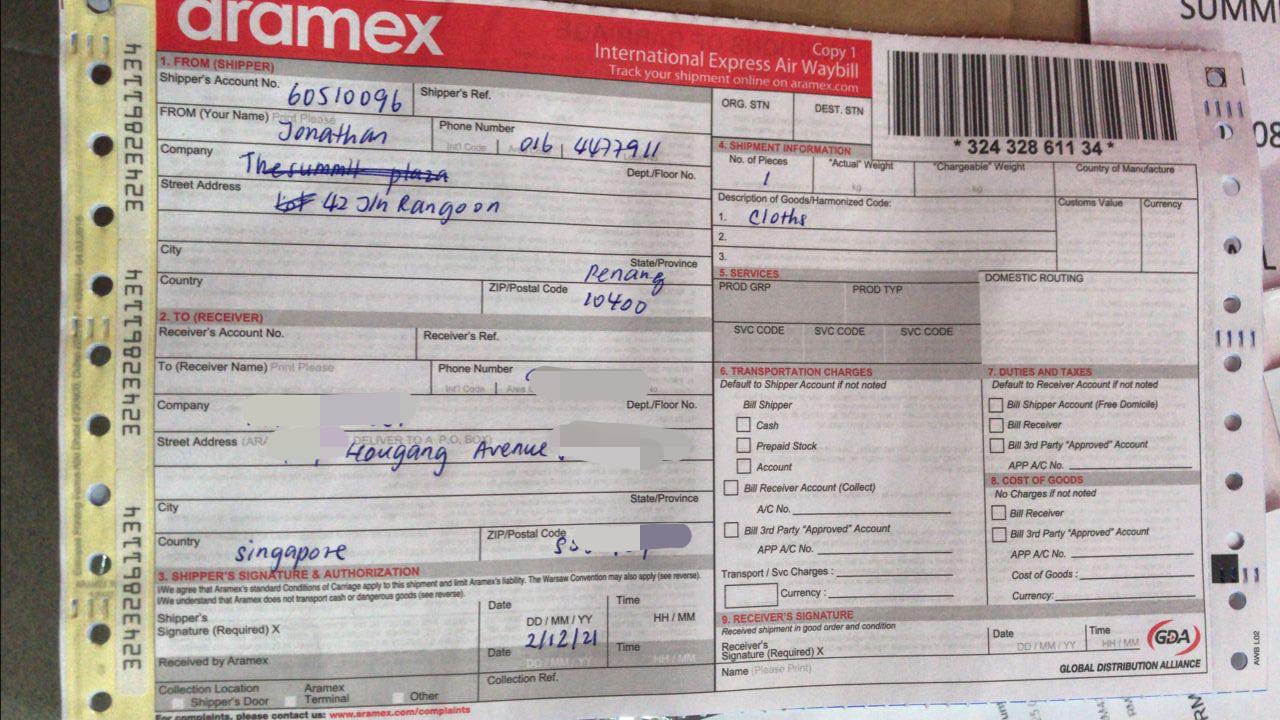 SUMM
08
aramex
Copy 1
International Express Air Waybill
Track your shipment online on aramex.com
* 324 328 611 34 *
32432861134
32432861134
32432861134
1. FROM (SHIPPER)
Shipper's Account No. 60510096
Shipper's Ref.
FROM (Your Name) Print Please
Jonathan
Phone Number
Int'l Code
016 4477911
Company
The summit plaza
Dept./Floor No.
Street Address
Lot 42 Jln Rangoon
City
State/Province
Penang
Country
ZIP/Postal Code
10400
2. TO (RECEIVER)
Receiver's Account No.
Receiver's Ref.
To (Receiver Name) Print Please
Phone Number
Int'l Code
Company
Dept./Floor No.
Street Address
DELIVER TO A P.O. BOX)
Hougang Avenue
City
State/Province
Country
singapore
ZIP/Postal Code
3. SHIPPER'S SIGNATURE & AUTHORIZATION
I/We agree that Aramex's standard Conditions of Carriage apply to this shipment and limit Aramex's liability. The Warsaw Convention may also apply (see reverse).
I/We understand that Aramex does not transport cash or dangerous goods (see reverse).
Shipper's
Signature (Required) X
Date
DD / MM / YY
2/12/21
Time
HH / MM
Received by Aramex
Date
DD / MM / YY
Time
HH / MM
Collection Location
Shipper's Door
Aramex
Terminal
Other
Collection Ref.
For complaints, please contact us: www.aramex.com/complaints
ORG. STN
DEST. STN
4. SHIPMENT INFORMATION
No. of Pieces
1
"Actual" Weight
kg
"Chargeable" Weight
kg
Country of Manufacture
Description of Goods/Harmonized Code:
Customs Value
Currency
1. Cloths
2.
3.
5. SERVICES
PROD GRP
PROD TYP
DOMESTIC ROUTING
SVC CODE
SVC CODE
SVC CODE
6. TRANSPORTATION CHARGES
Default to Shipper Account if not noted
Bill Shipper
Cash
Prepaid Stock
Account
Bill Receiver Account (Collect)
A/C No.
Bill 3rd Party "Approved" Account
APP A/C No.
Transport / Svc Charges :
Currency :
7. DUTIES AND TAXES
Default to Receiver Account if not noted
Bill Shipper Account (Free Domicile)
Bill Receiver
Bill 3rd Party "Approved" Account
APP A/C No.
8. COST OF GOODS
No Charges if not noted
Bill Receiver
Bill 3rd Party "Approved" Account
APP A/C No.
Cost of Goods :
Currency:
9. RECEIVER'S SIGNATURE
Received shipment in good order and condition
Receiver's
Signature (Required) X
Date
DD / MM / YY
Time
HH / MM
Name (Please Print)
GDA
GLOBAL DISTRIBUTION ALLIANCE
AWB L02